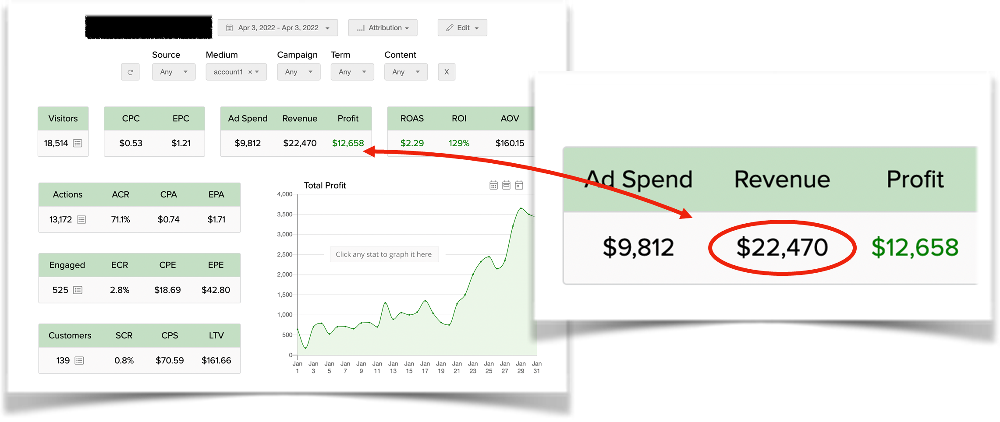 Apr 3, 2022 - Apr 3, 2022
Attribution
Edit
Source Medium Campaign Term Content
Any account1 × Any Any Any X
Visitors
18,514
CPC EPC
$0.53 $1.21
Ad Spend Revenue Profit
$9,812 $22,470 $12,658
ROAS ROI AOV
$2.29 129% $160.15
Actions ACR CPA EPA
13,172 71.1% $0.74 $1.71
Engaged ECR CPE EPE
525 2.8% $18.69 $42.80
Customers SCR CPS LTV
139 0.8% $70.59 $161.66
Total Profit
4,000
3,500
3,000
2,500
2,000
1,500
1,000
500
0
Click any stat to graph it here
Jan Jan Jan Jan Jan Jan Jan Jan Jan Jan Jan Jan Jan Jan Jan Jan
1 3 5 7 9 11 13 15 17 19 21 23 25 27 29 31
Ad Spend Revenue Profit
$9,812 $22,470 $12,658